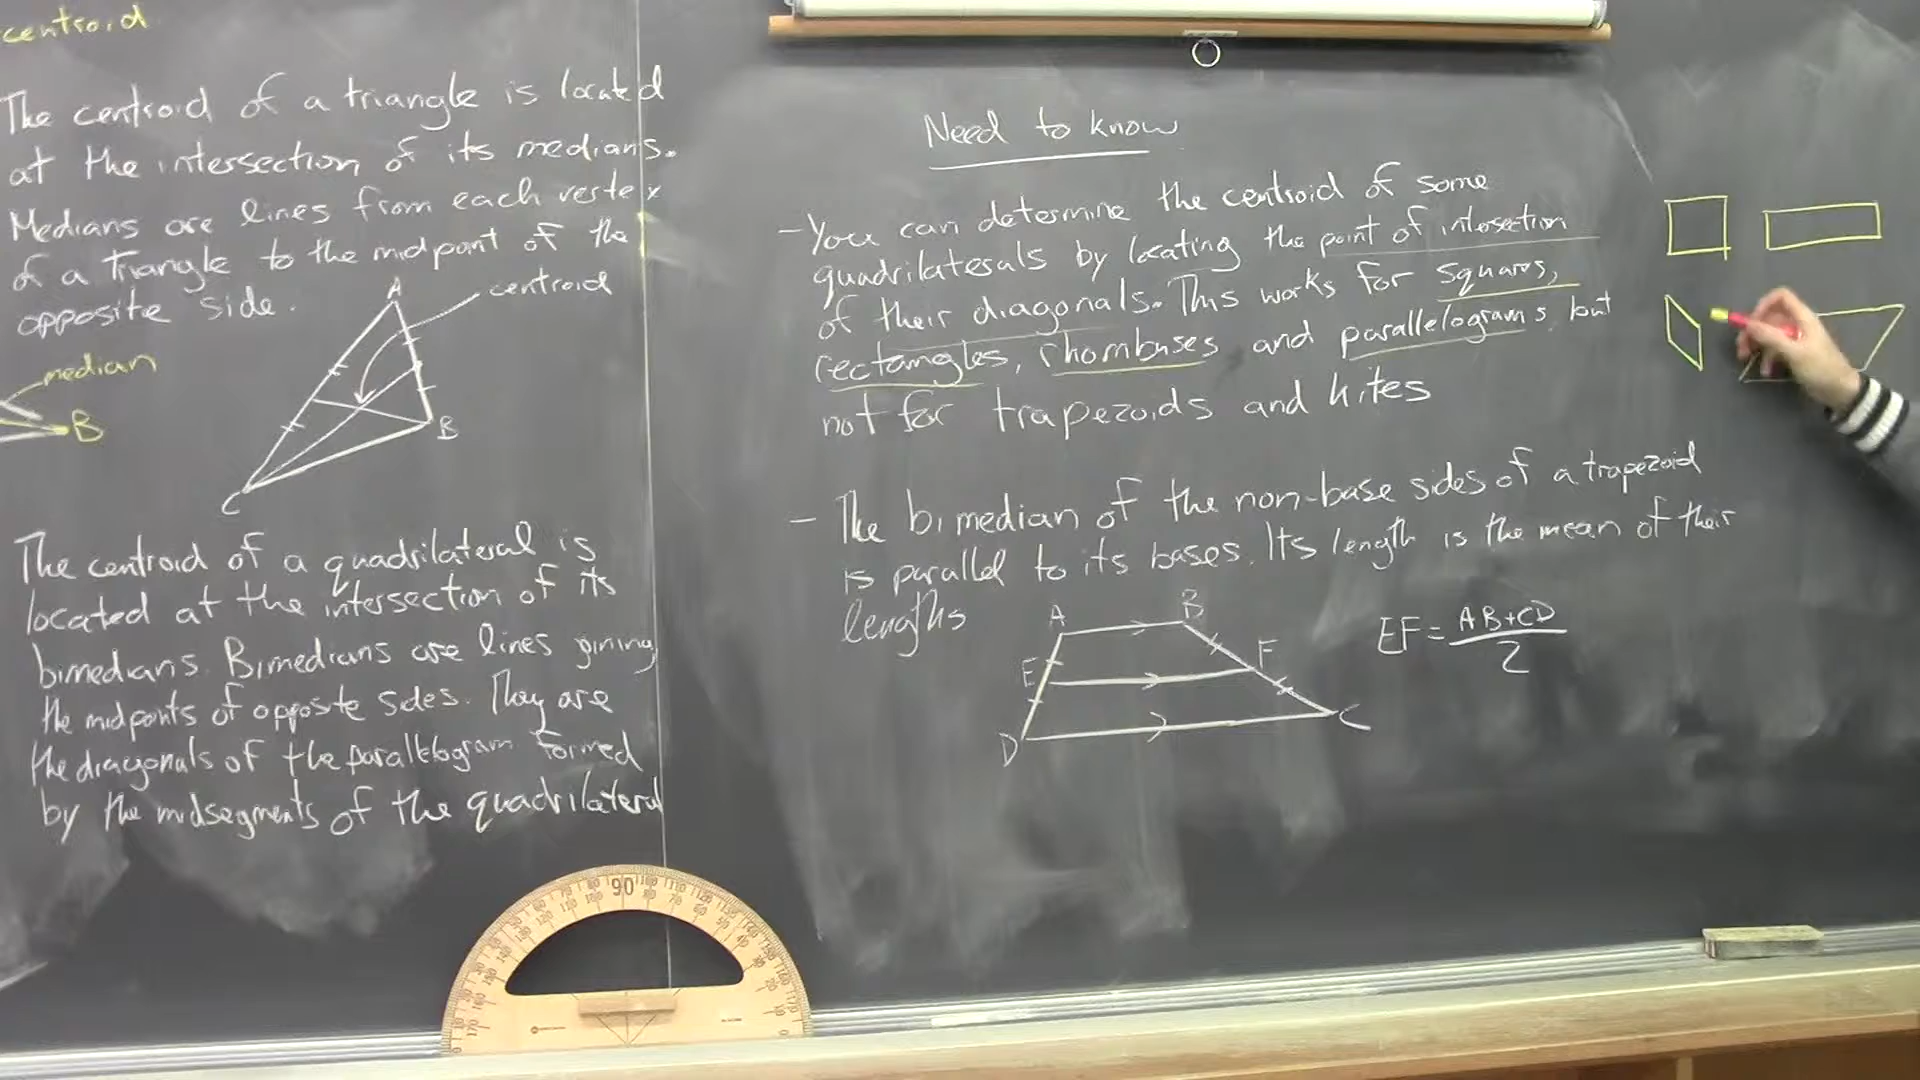 centroid
The centroid of a triangle is located
at the intersection of its medians.
Medians are lines from each vertex
of a Triangle to the midpoint of the
opposite side.
A
centroid
median
B
B
C
The centroid of a quadrilateral is
located at the intersection of its
bimedians. Bimedians are lines joining
the midpoints of opposite sides. They are
the diagonals of the parallelogram formed
by the midsegments of the quadrilateral
Need to know
- You can determine the centroid of some
quadrilaterals by locating the point of intersection
of their diagonals. This works for squares,
rectangles, rhombuses and parallelograms, but
not for trapezoids and kites
- The bimedian of the non-base sides of a trapezoid
is parallel to its bases. Its length is the mean of their
lengths
A B
E F
D C
EF = AB+CD
2
90